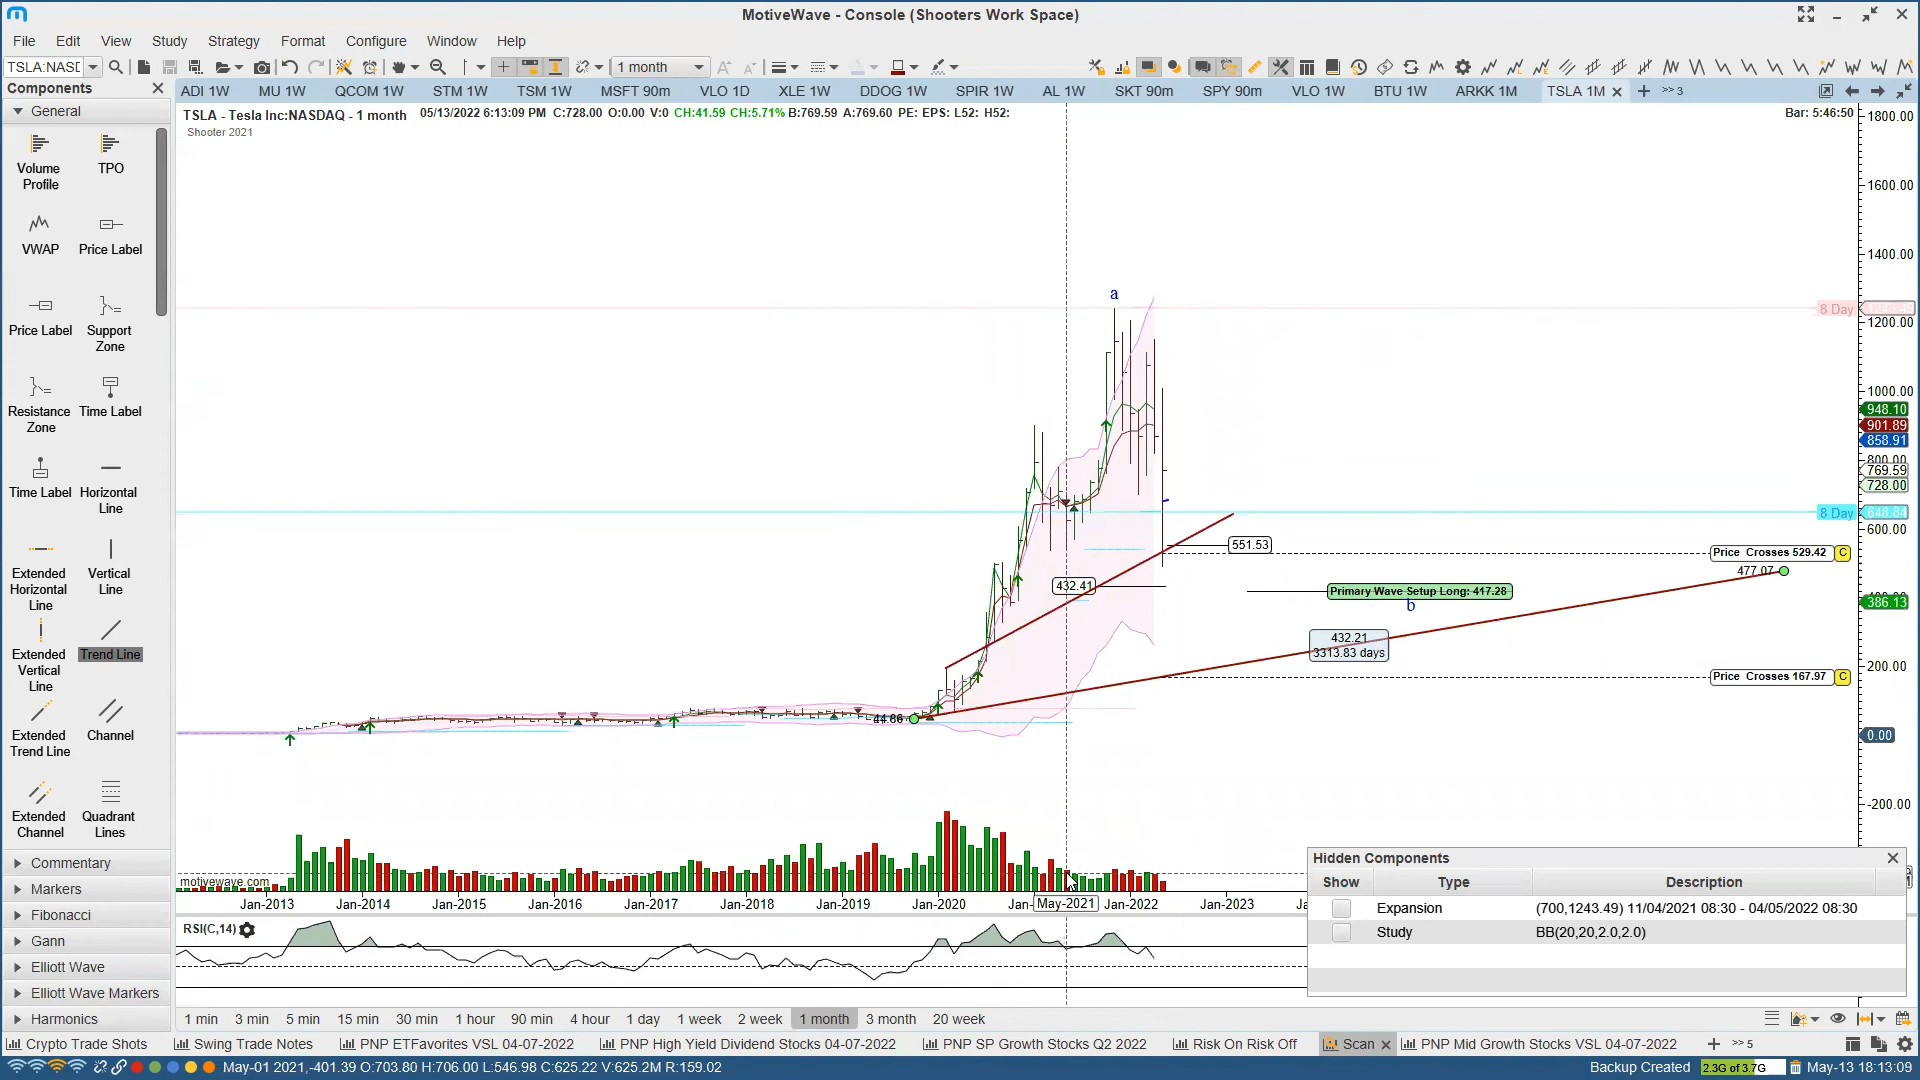 MotiveWave - Console (Shooters Work Space)
File Edit View Study Strategy Format Configure Window Help
TSLA:NASD 1 month
Components
ADI 1W MU 1W QCOM 1W STM 1W TSM 1W MSFT 90m VLO 1D XLE 1W DDOG 1W SPIR 1W AL 1W SKT 90m SPY 90m VLO 1W BTU 1W ARKK 1M TSLA 1M >> 3
General
TSLA - Tesla Inc:NASDAQ - 1 month 05/13/2022 6:13:09 PM C:728.00 O:0.00 V:0 CH:41.59 CH:5.71% B:769.59 A:769.60 PE: EPS: L52: H52:
Bar: 5:46:50
Shooter 2021
Volume Profile
TPO
VWAP
Price Label
Price Label
Support Zone
Resistance Zone
Time Label
Time Label
Horizontal Line
Extended Horizontal Line
Vertical Line
Extended Vertical Line
Trend Line
Extended Trend Line
Channel
Extended Channel
Quadrant Lines
Commentary
Markers
Fibonacci
Gann
Elliott Wave
Elliott Wave Markers
Harmonics
1800.00
1600.00
1400.00
a
8 Day
1200.00
1000.00
948.10
901.89
858.91
800.00
769.59
728.00
8 Day 648.84
600.00
551.53
Price Crosses 529.42 C
477.07
432.41
Primary Wave Setup Long: 417.28
b
386.13
432.21
3313.83 days
200.00
Price Crosses 167.97 C
44.86
0.00
-200.00
motivewave.com
Jan-2013 Jan-2014 Jan-2015 Jan-2016 Jan-2017 Jan-2018 Jan-2019 Jan-2020 May-2021 Jan-2022 Jan-2023
RSI(C,14)
Hidden Components
Show Type Description
Expansion (700,1243.49) 11/04/2021 08:30 - 04/05/2022 08:30
Study BB(20,20,2.0,2.0)
1 min 3 min 5 min 15 min 30 min 1 hour 90 min 4 hour 1 day 1 week 2 week 1 month 3 month 20 week
Crypto Trade Shots Swing Trade Notes PNP ETFavorites VSL 04-07-2022 PNP High Yield Dividend Stocks 04-07-2022 PNP SP Growth Stocks Q2 2022 Risk On Risk Off Scan PNP Mid Growth Stocks VSL 04-07-2022 >> 5
May-01 2021,-401.39 O:703.80 H:706.00 L:546.98 C:625.22 V:625.2M R:159.02
Backup Created 2.3G of 3.7G May-13 18:13:09